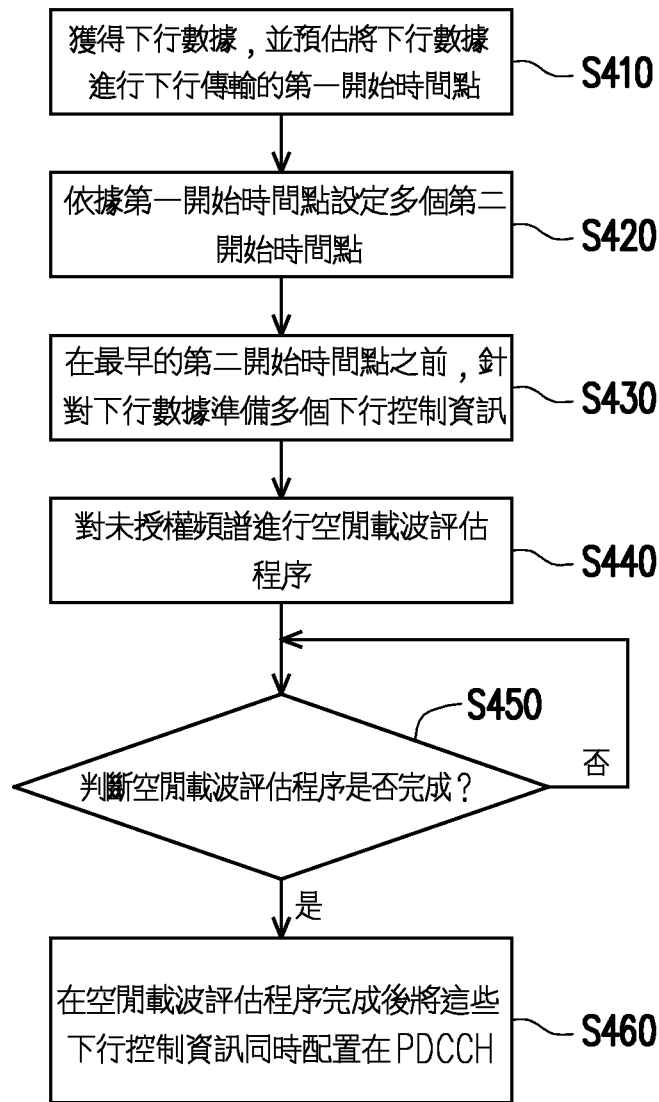 獲得下行數據,並預估將下行數據
進行下行傳輸的第一開始時間點
S410
依據第一開始時間點設定多個第二
開始時間點
S420
在最早的第二開始時間點之前,針
對下行數據準備多個下行控制資訊
S430
對未授權頻譜進行空閒載波評估
程序
S440
S450
判斷空閒載波評估程序是否完成?
否
是
在空閒載波評估程序完成後將這些
下行控制資訊同時配置在PDCCH
S460